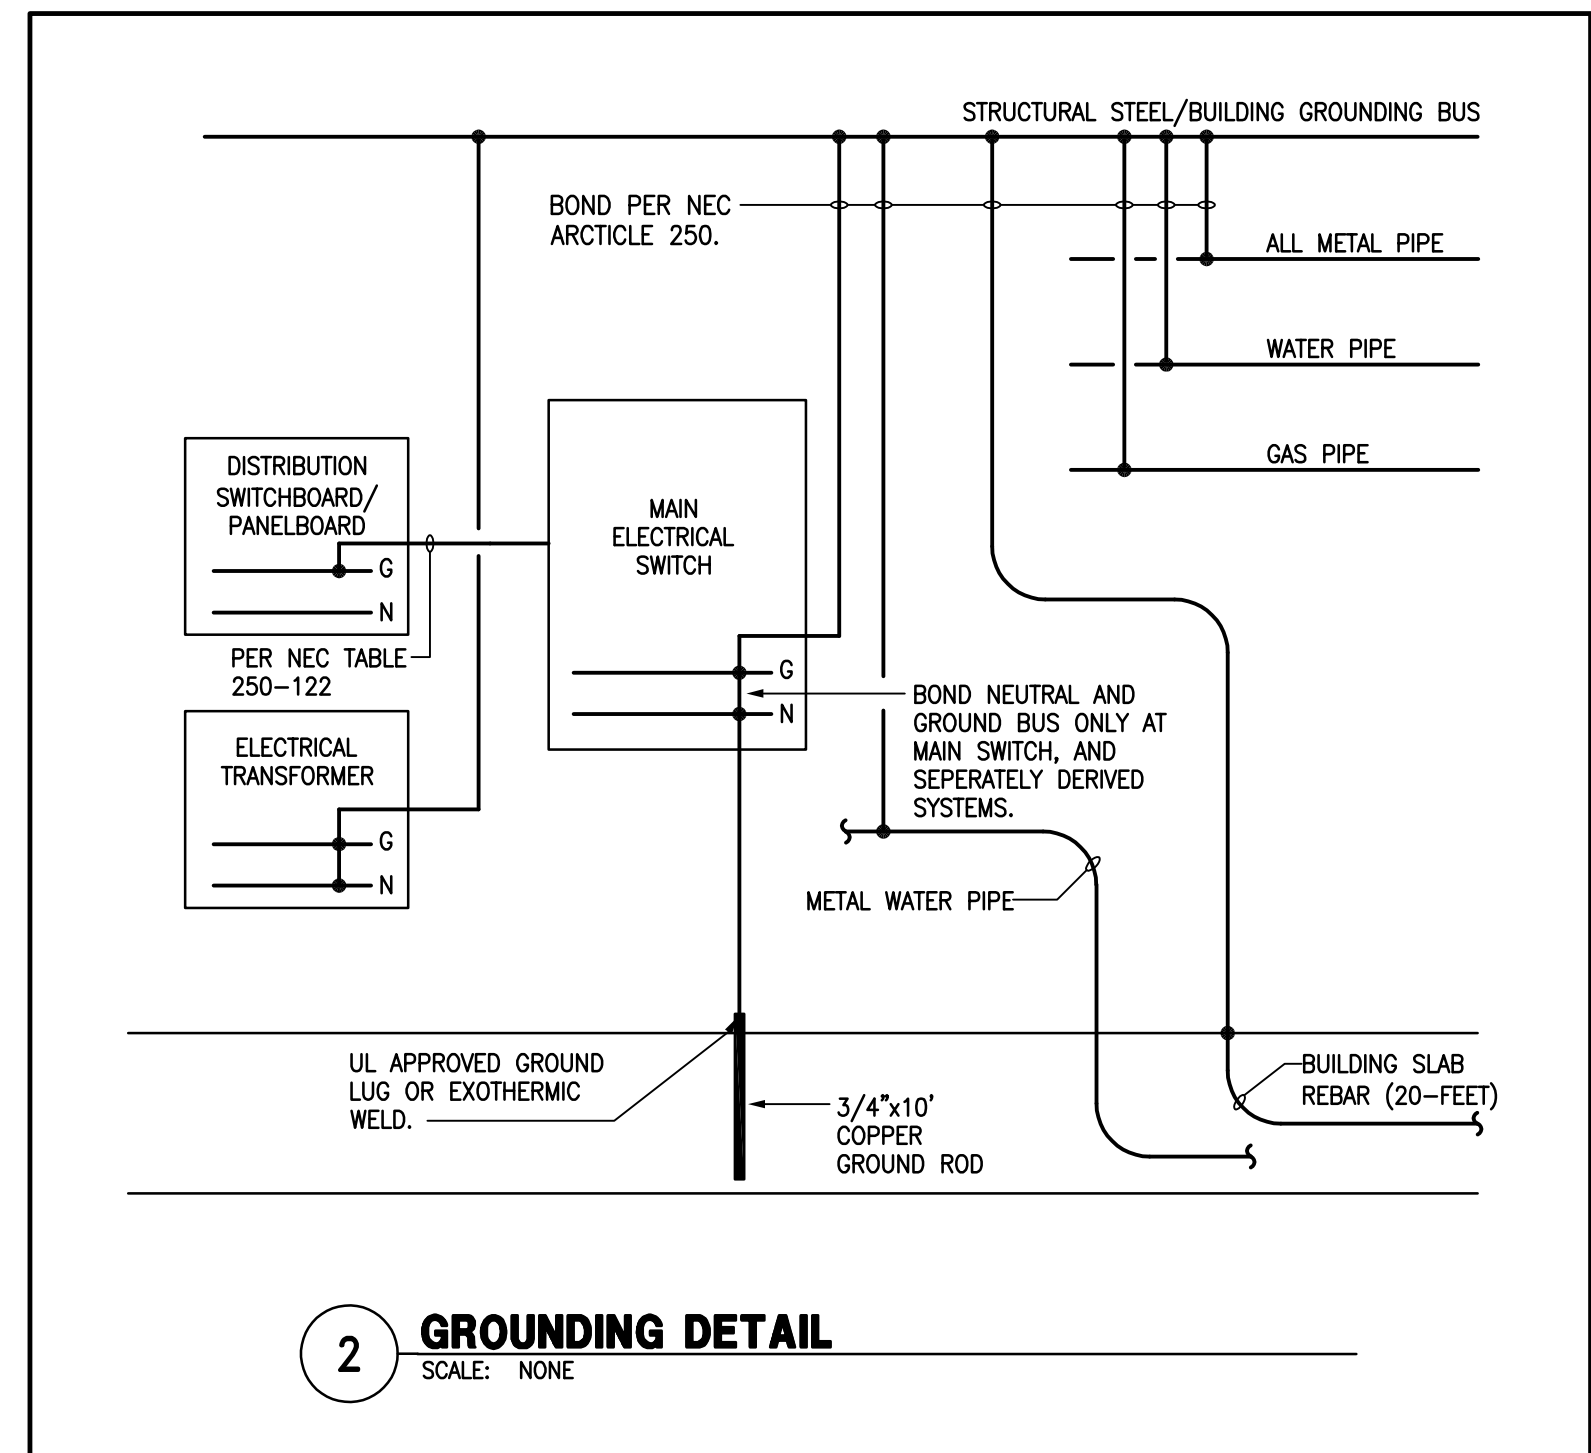 STRUCTURAL STEEL/BUILDING GROUNDING BUS
BOND PER NEC
ARCTICLE 250.
ALL METAL PIPE
WATER PIPE
GAS PIPE
DISTRIBUTION
SWITCHBOARD/
PANELBOARD
G
N
PER NEC TABLE
250-122
MAIN
ELECTRICAL
SWITCH
G
N
BOND NEUTRAL AND
GROUND BUS ONLY AT
MAIN SWITCH, AND
SEPERATELY DERIVED
SYSTEMS.
ELECTRICAL
TRANSFORMER
G
N
METAL WATER PIPE
UL APPROVED GROUND
LUG OR EXOTHERMIC
WELD.
3/4"x10'
COPPER
GROUND ROD
BUILDING SLAB
REBAR (20-FEET)
2
GROUNDING DETAIL
SCALE: NONE